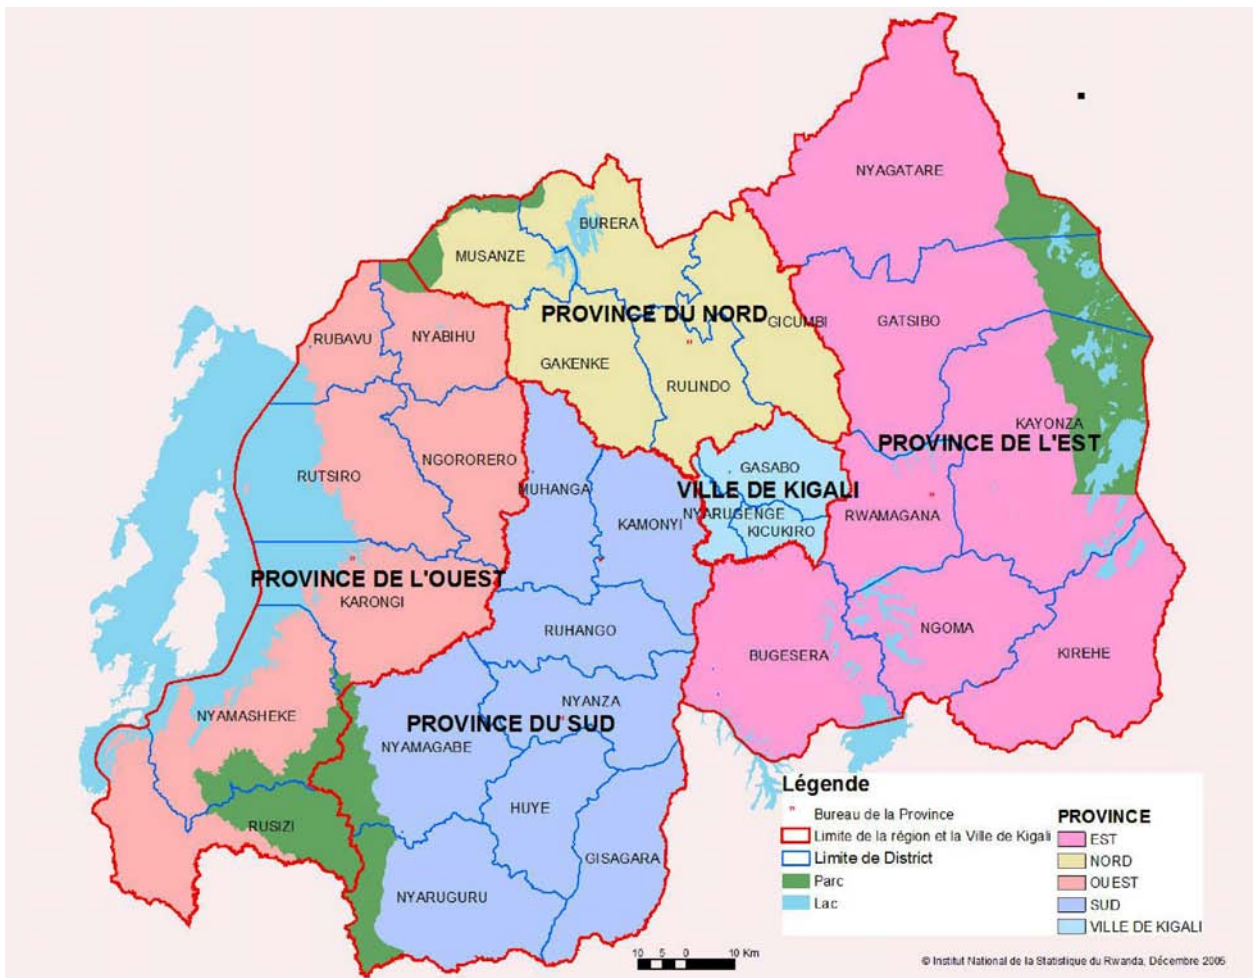 NYAGATARE
BURERA
MUSANZE
PROVINCE DU NORD
GICUMBI
GATSIBO
RUBAVU
NYABIHU
GAKENKE
RULINDO
KAYONZA
PROVINCE DE L'EST
NGORORERO
GASABO
RUTSIRO
MUHANGA
VILLE DE KIGALI
NYARUGENGE
RWAMAGANA
KAMONYI
KICUKIRO
PROVINCE DE L'OUEST
KARONGI
RUHANGO
NGOMA
BUGESERA
KIREHE
NYANZA
NYAMASHEKE
PROVINCE DU SUD
NYAMAGABE
HUYE
RUSIZI
GISAGARA
NYARUGURU
Légende
Bureau de la Province
Limite de la région et la Ville de Kigali
Limite de District
Parc
Lac
PROVINCE
EST
NORD
OUEST
SUD
VILLE DE KIGALI
10 5 0 10 Km
© Institut National de la Statistique du Rwanda, Décembre 2005